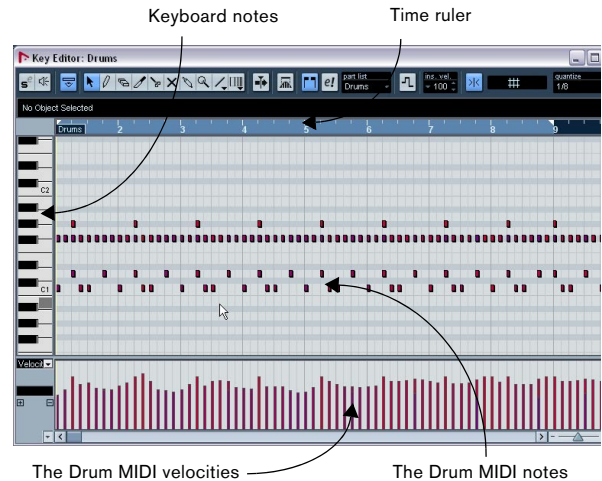 Keyboard notes
Time ruler
Key Editor: Drums
part list
Drums
ins. vel.
100
quantize
1/8
No Object Selected
Drums 2 3 4 5 6 7 8 9
C2
C1
Velocit
The Drum MIDI velocities
The Drum MIDI notes